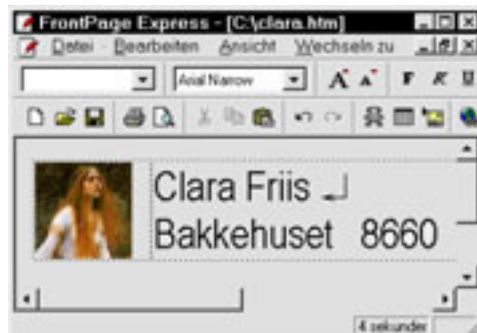 FrontPage Express - [C:\clara.htm]
Datei Bearbeiten Ansicht Wechseln zu
Arial Narrow A A F K U
Clara Friis
Bakkehuset 8660
4 sekunder